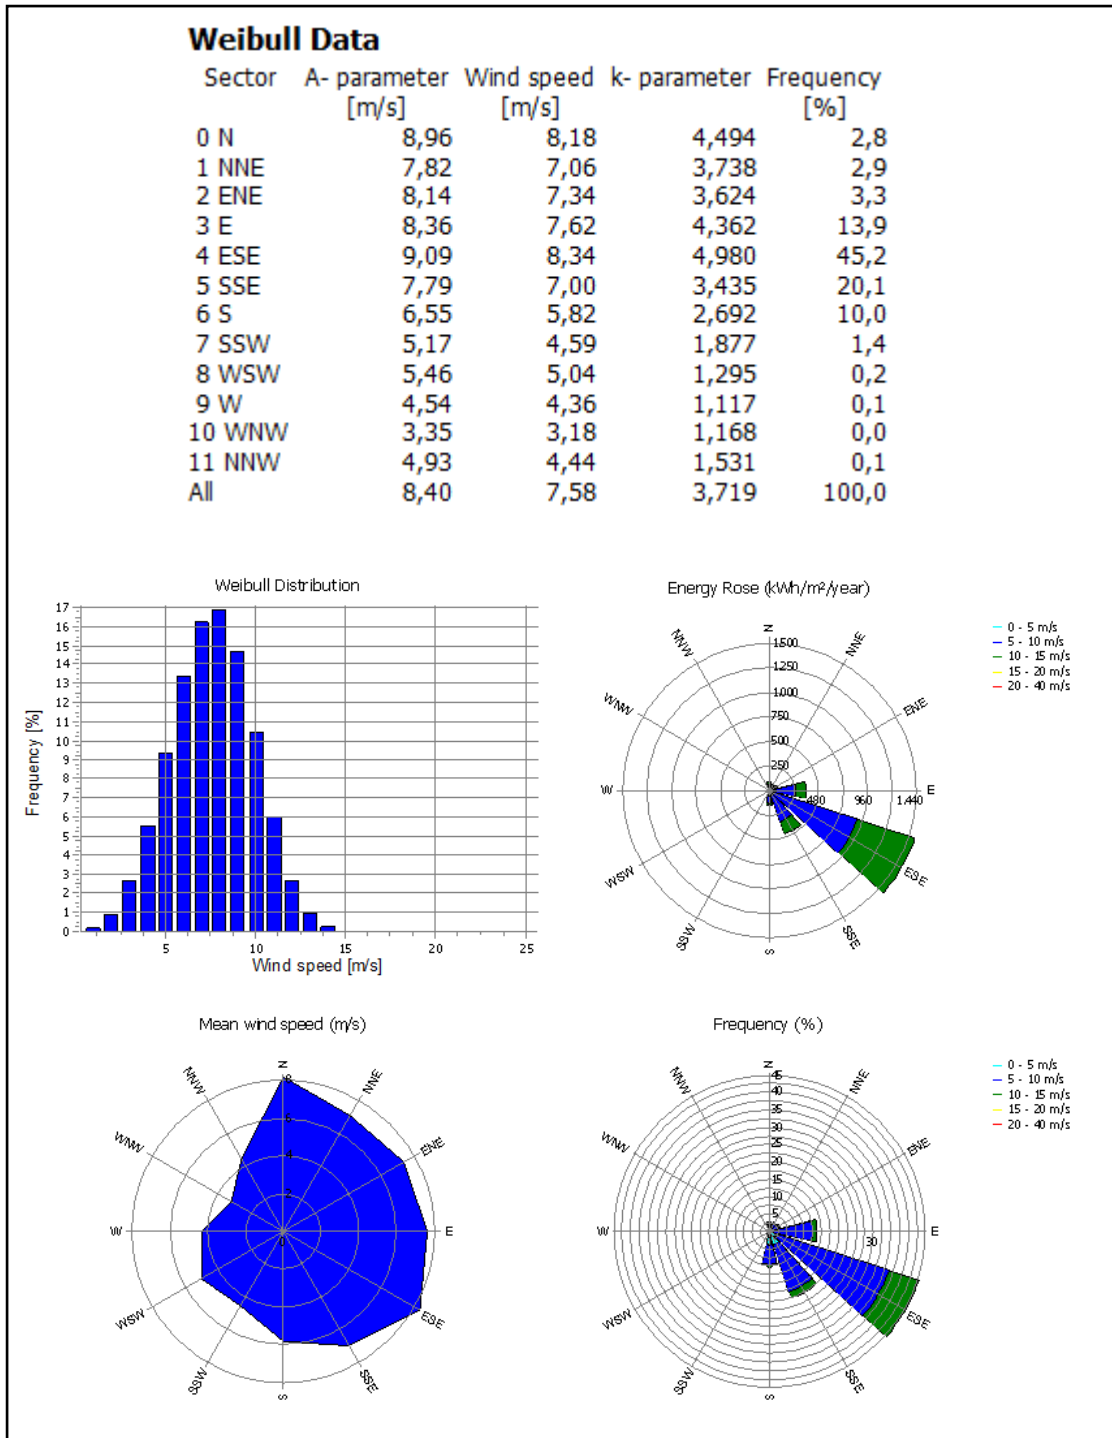 Weibull Data
Sector A- parameter Wind speed k- parameter Frequency
[m/s] [m/s] [%]
0 N 8,96 8,18 4,494 2,8
1 NNE 7,82 7,06 3,738 2,9
2 ENE 8,14 7,34 3,624 3,3
3 E 8,36 7,62 4,362 13,9
4 ESE 9,09 8,34 4,980 45,2
5 SSE 7,79 7,00 3,435 20,1
6 S 6,55 5,82 2,692 10,0
7 SSW 5,17 4,59 1,877 1,4
8 WSW 5,46 5,04 1,295 0,2
9 W 4,54 4,36 1,117 0,1
10 WNW 3,35 3,18 1,168 0,0
11 NNW 4,93 4,44 1,531 0,1
All 8,40 7,58 3,719 100,0
Weibull Distribution
17
16
15
14
13
12
11
10
9
8
7
6
5
4
3
2
1
0
Frequency [%]
5 10 15 20 25
Wind speed [m/s]
Energy Rose (kWh/m²/year)
N
NNE
ENE
E
ESE
SSE
S
SSW
WSW
W
WNW
NNW
1.500
1.250
1.000
750
500
250
480 960 1.440
0 - 5 m/s
5 - 10 m/s
10 - 15 m/s
15 - 20 m/s
20 - 40 m/s
Mean wind speed (m/s)
N
NNE
ENE
E
ESE
SSE
S
SSW
WSW
W
WNW
NNW
8
6
4
2
0
Frequency (%)
N
NNE
ENE
E
ESE
SSE
S
SSW
WSW
W
WNW
NNW
45
40
35
30
25
20
15
10
5
30
0 - 5 m/s
5 - 10 m/s
10 - 15 m/s
15 - 20 m/s
20 - 40 m/s